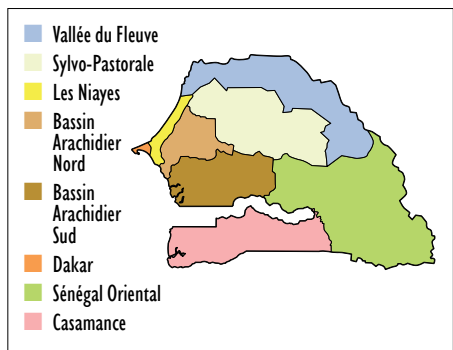 Vallée du Fleuve
Sylvo-Pastorale
Les Niayes
Bassin
Arachidier
Nord
Bassin
Arachidier
Sud
Dakar
Sénégal Oriental
Casamance